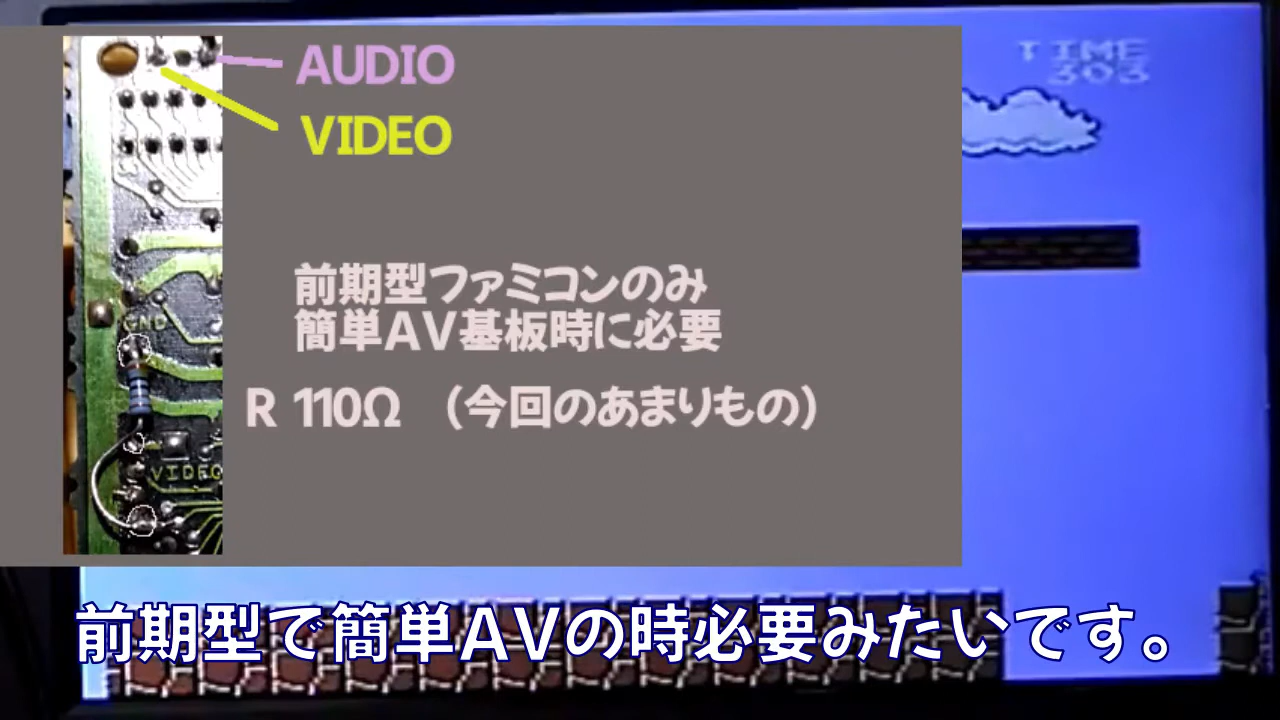 AUDIO
VIDEO
TIME
303
前期型ファミコンのみ
簡単AV基板時に必要
GND
R 110Ω （今回のあまりもの）
VIDEO
前期型で簡単AVの時必要みたいです。